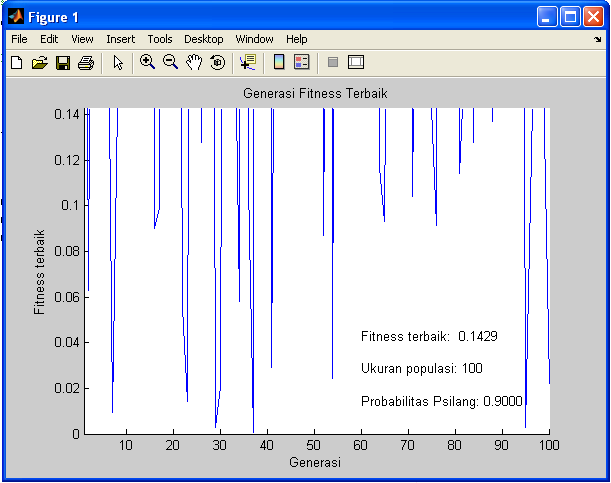 Figure 1
File Edit View Insert Tools Desktop Window Help
Generasi Fitness Terbaik
0.14
0.12
0.1
0.08
0.06
0.04
0.02
0
Fitness terbaik
Fitness terbaik: 0.1429
Ukuran populasi: 100
Probabilitas Psilang: 0.9000
10 20 30 40 50 60 70 80 90 100
Generasi